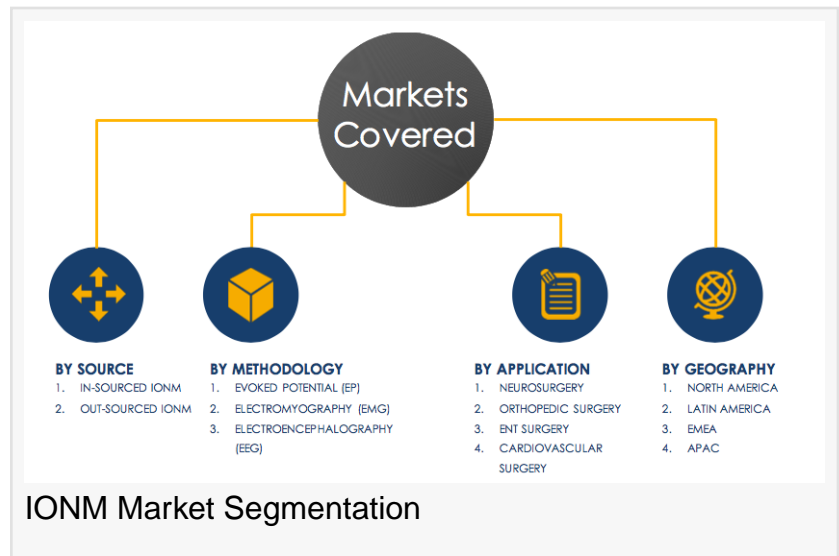 Markets
Covered
BY SOURCE
1. IN-SOURCED IONM
2. OUT-SOURCED IONM
BY METHODOLOGY
1. EVOKED POTENTIAL (EP)
2. ELECTROMYOGRAPHY (EMG)
3. ELECTROENCEPHALOGRAPHY
(EEG)
BY APPLICATION
1. NEUROSURGERY
2. ORTHOPEDIC SURGERY
3. ENT SURGERY
4. CARDIOVASCULAR
SURGERY
BY GEOGRAPHY
1. NORTH AMERICA
2. LATIN AMERICA
3. EMEA
4. APAC
IONM Market Segmentation